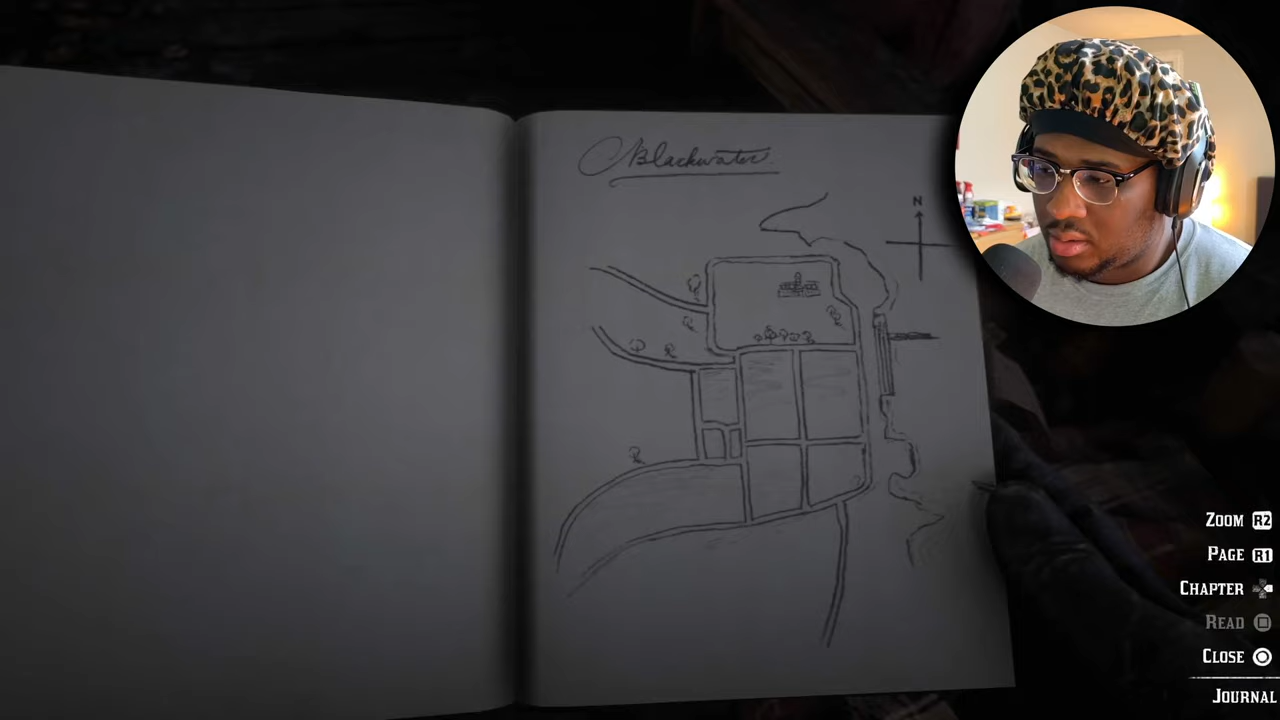 Blackwater.
N
ZOOM R2
PAGE R1
CHAPTER
READ
CLOSE
JOURNAL